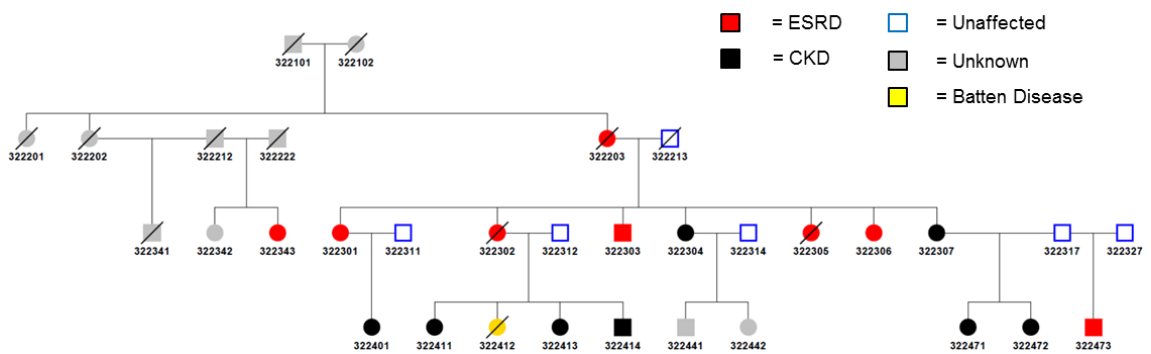 = ESRD
= Unaffected
= CKD
= Unknown
= Batten Disease
322101 322102
322201 322202 322212 322222 322203 322213
322341 322342 322343 322301 322311 322302 322312 322303 322304 322314 322305 322306 322307 322317 322327
322401 322411 322412 322413 322414 322441 322442 322471 322472 322473